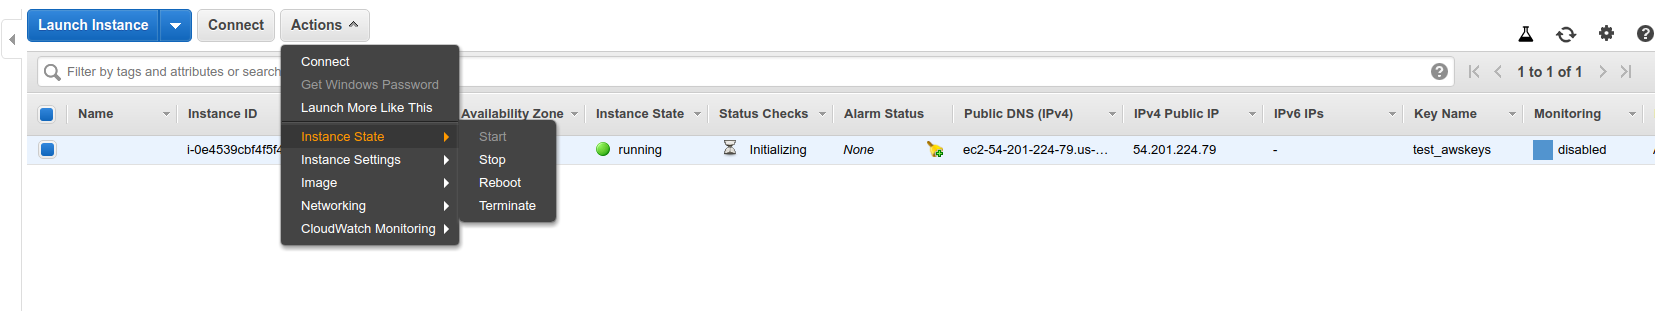 Launch Instance Connect Actions
Connect
Filter by tags and attributes or search 1 to 1 of 1
Get Windows Password
Launch More Like This
Name Instance ID Availability Zone Instance State Status Checks Alarm Status Public DNS (IPv4) IPv4 Public IP IPv6 IPs Key Name Monitoring
Instance State Start
i-0e4539cbf4f5f4 running Initializing None ec2-54-201-224-79.us-... 54.201.224.79 - test_awskeys disabled
Instance Settings Stop
Image Reboot
Networking Terminate
CloudWatch Monitoring